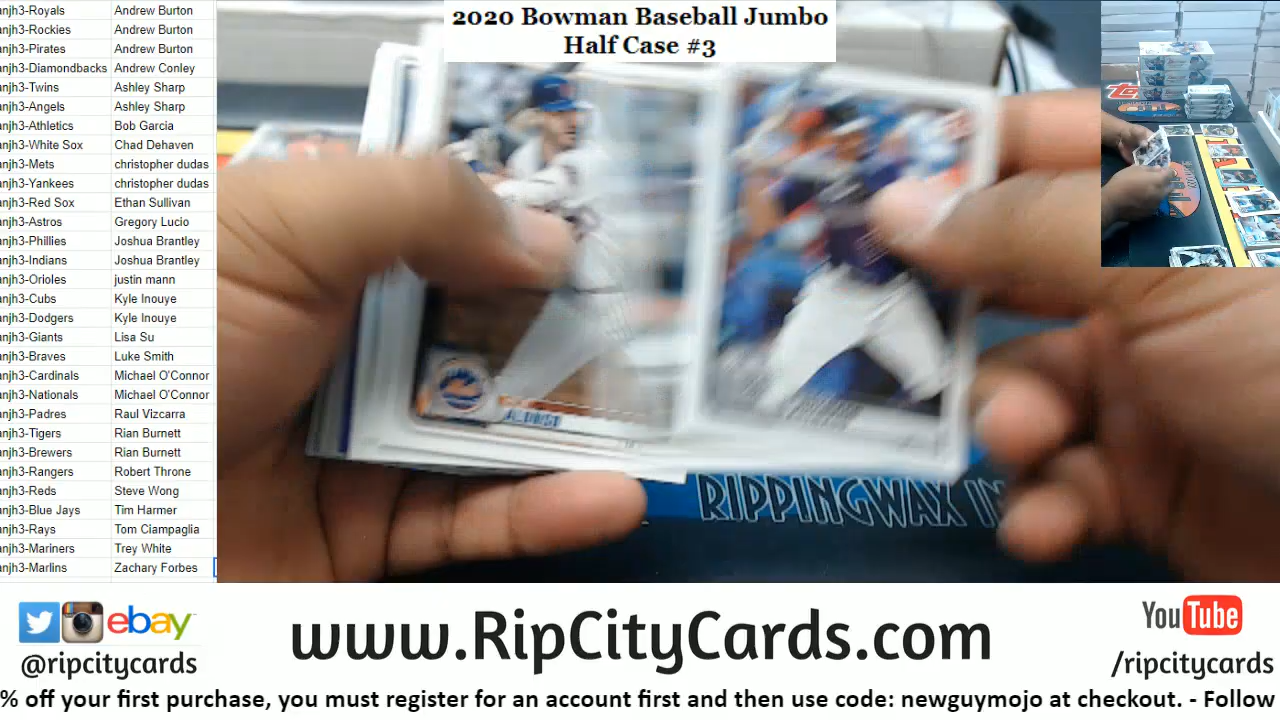 2020 Bowman Baseball Jumbo
Half Case #3
anjh3-Royals Andrew Burton
anjh3-Rockies Andrew Burton
anjh3-Pirates Andrew Burton
anjh3-Diamondbacks Andrew Conley
anjh3-Twins Ashley Sharp
anjh3-Angels Ashley Sharp
anjh3-Athletics Bob Garcia
anjh3-White Sox Chad Dehaven
anjh3-Mets christopher dudas
anjh3-Yankees christopher dudas
anjh3-Red Sox Ethan Sullivan
anjh3-Astros Gregory Lucio
anjh3-Phillies Joshua Brantley
anjh3-Indians Joshua Brantley
anjh3-Orioles justin mann
anjh3-Cubs Kyle Inouye
anjh3-Dodgers Kyle Inouye
anjh3-Giants Lisa Su
anjh3-Braves Luke Smith
anjh3-Cardinals Michael O'Connor
anjh3-Nationals Michael O'Connor
anjh3-Padres Raul Vizcarra
anjh3-Tigers Rian Burnett
anjh3-Brewers Rian Burnett
anjh3-Rangers Robert Throne
anjh3-Reds Steve Wong
anjh3-Blue Jays Tim Harmer
anjh3-Rays Tom Ciampaglia
anjh3-Mariners Trey White
anjh3-Marlins Zachary Forbes
RIPPINGWAX IN
ebay
@ripcitycards
www.RipCityCards.com
YouTube
/ripcitycards
% off your first purchase, you must register for an account first and then use code: newguymojo at checkout. - Follow